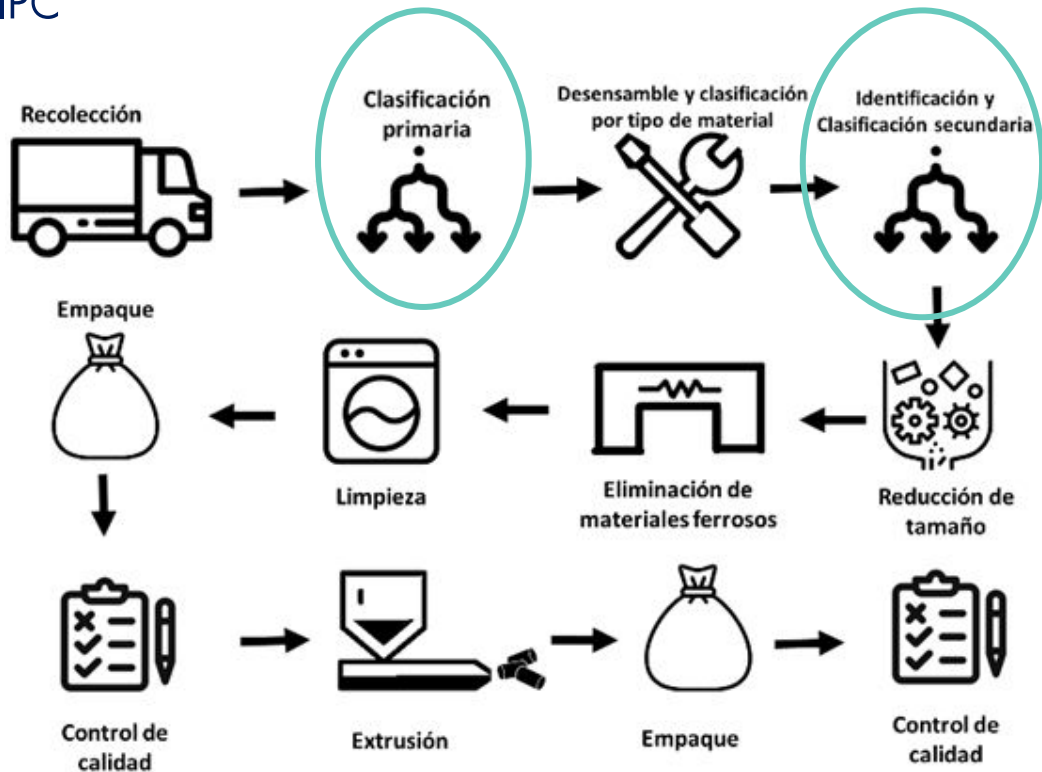 IPC
Recolección
Clasificación
primaria
Desensamble y clasificación
por tipo de material
Identificación y
Clasificación secundaria
Empaque
Limpieza
Eliminación de
materiales ferrosos
Reducción de
tamaño
Control de
calidad
Extrusión
Empaque
Control de
calidad